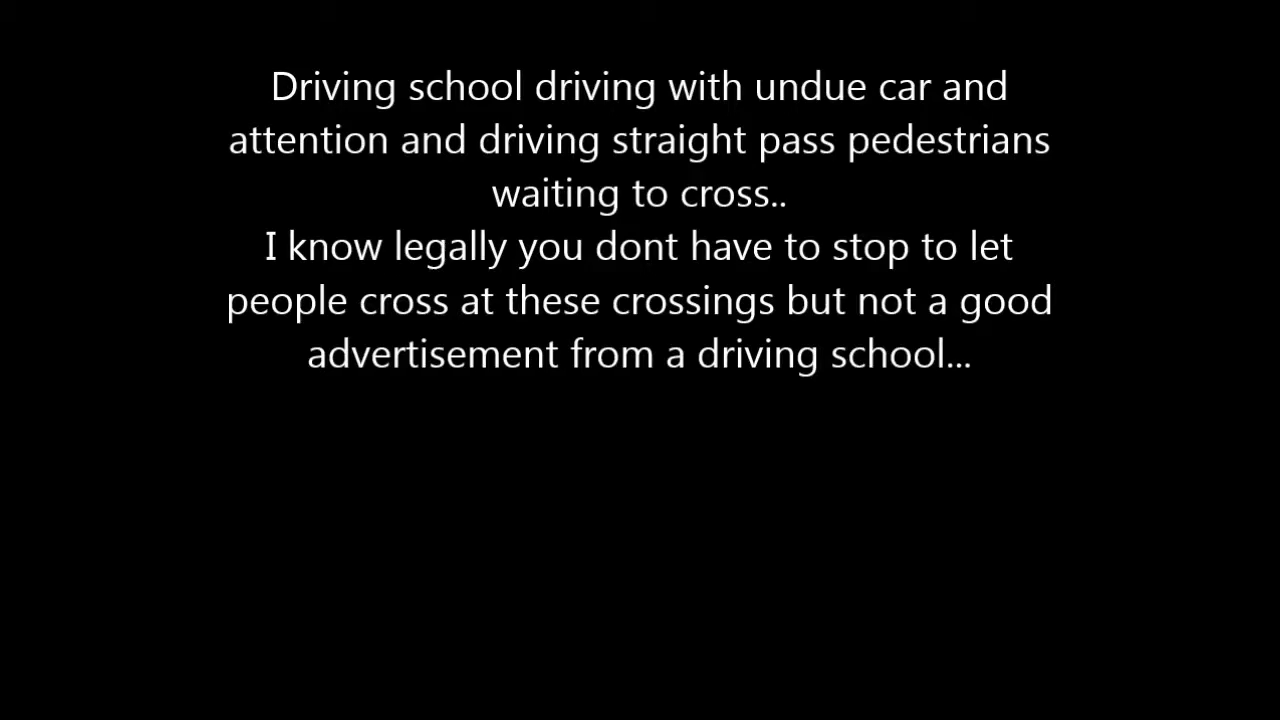 Driving school driving with undue car and
attention and driving straight pass pedestrians
waiting to cross..
I know legally you dont have to stop to let
people cross at these crossings but not a good
advertisement from a driving school...